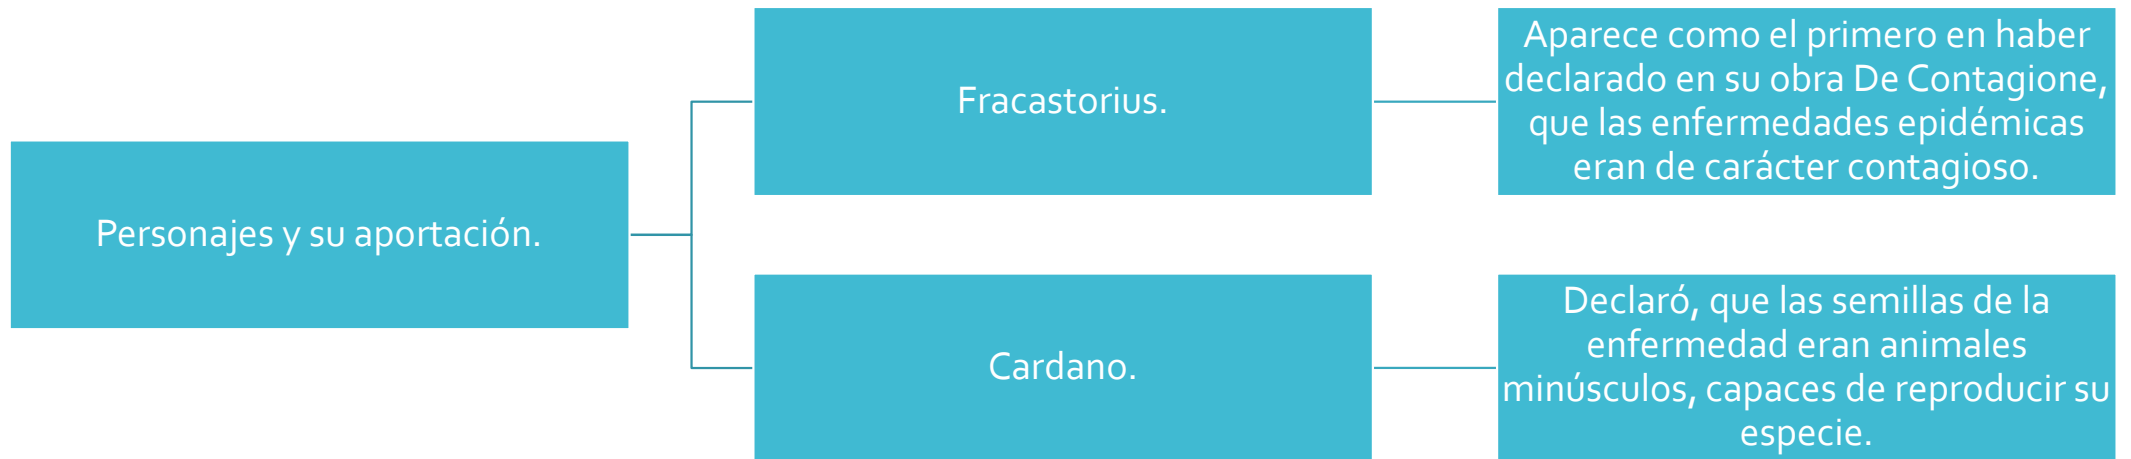 Personajes y su aportación.
Fracastorius.
Aparece como el primero en haber
declarado en su obra De Contagione,
que las enfermedades epidémicas
eran de carácter contagioso.
Cardano.
Declaró, que las semillas de la
enfermedad eran animales
minúsculos, capaces de reproducir su
especie.